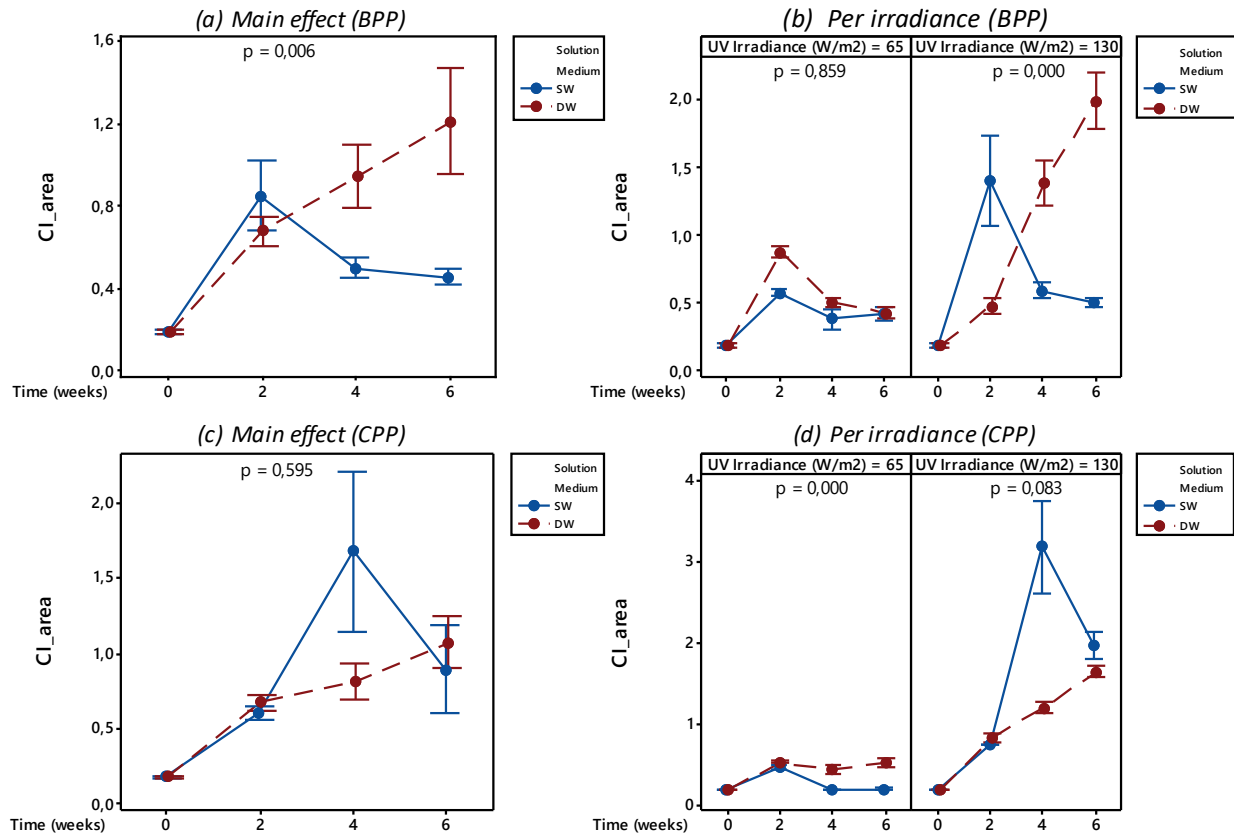 (a) Main effect (BPP)
p = 0,006
1,6
1,2
0,8
0,4
0,0
CI_area
Time (weeks) 0 2 4 6
Solution
Medium
SW
DW
(b) Per irradiance (BPP)
UV Irradiance (W/m2) = 65 UV Irradiance (W/m2) = 130
p = 0,859 p = 0,000
2,0
1,5
1,0
0,5
0,0
CI_area
Time (weeks) 0 2 4 6 0 2 4 6
Solution
Medium
SW
DW
(c) Main effect (CPP)
p = 0,595
2,0
1,5
1,0
0,5
0,0
CI_area
Time (weeks) 0 2 4 6
Solution
Medium
SW
DW
(d) Per irradiance (CPP)
UV Irradiance (W/m2) = 65 UV Irradiance (W/m2) = 130
p = 0,000 p = 0,083
4
3
2
1
0
CI_area
Time (weeks) 0 2 4 6 0 2 4 6
Solution
Medium
SW
DW